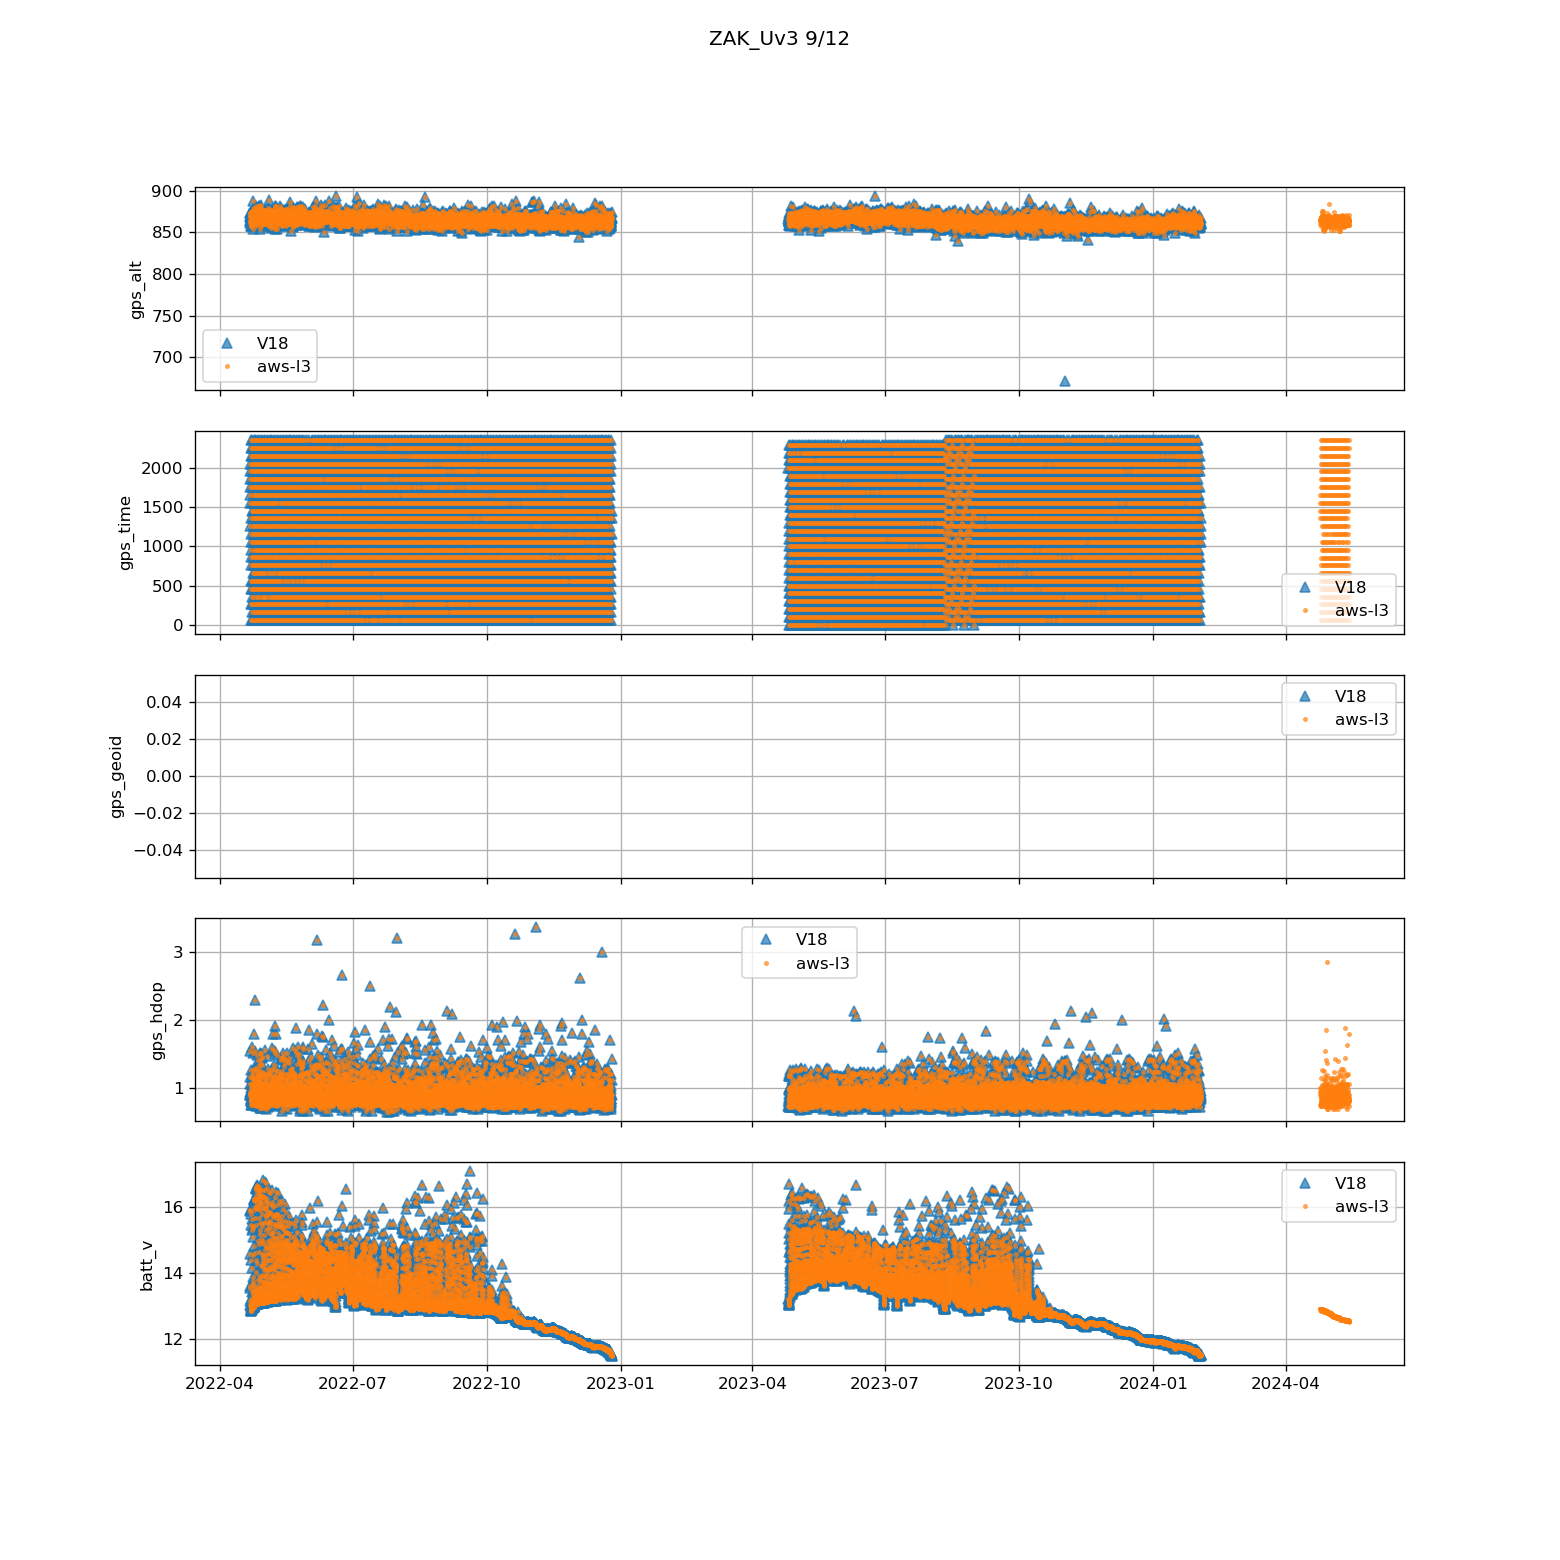 ZAK_Uv3 9/12
900
850
800
750
700
gps_alt
V18
aws-l3
2000
1500
1000
500
0
gps_time
V18
aws-l3
0.04
0.02
0.00
−0.02
−0.04
gps_geoid
V18
aws-l3
3
2
1
gps_hdop
V18
aws-l3
16
14
12
batt_v
V18
aws-l3
2022-04 2022-07 2022-10 2023-01 2023-04 2023-07 2023-10 2024-01 2024-04